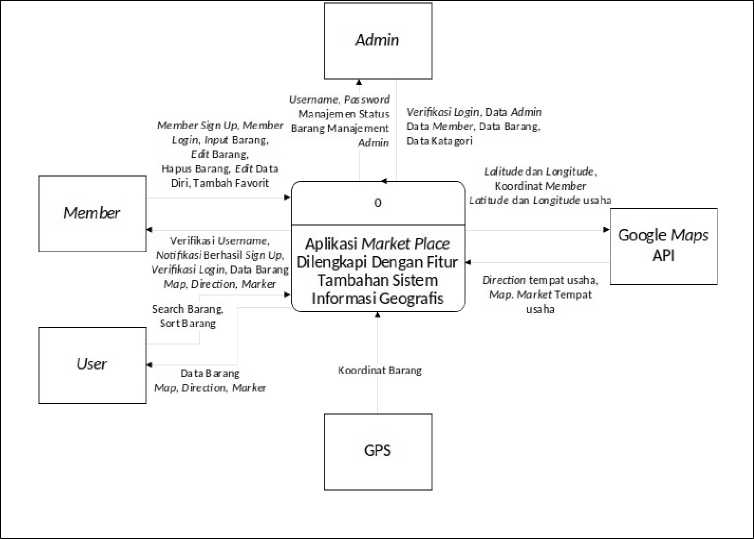 Admin
Username, Password
Manajemen Status
Barang Manajement
Admin
Verifikasi Login, Data Admin
Data Member, Data Barang,
Data Katagori
Member Sign Up, Member
Login, Input Barang,
Edit Barang,
Hapus Barang, Edit Data
Diri, Tambah Favorit
Latitude dan Longitude,
Koordinat Member
Latitude dan Longitude usaha
Member
0
Aplikasi Market Place
Dilengkapi Dengan Fitur
Tambahan Sistem
Informasi Geografis
Google Maps
API
Verifikasi Username,
Notifikasi Berhasil Sign Up,
Verifikasi Login, Data Barang
Map, Direction, Marker
Direction tempat usaha,
Map, Market Tempat
usaha
Search Barang,
Sort Barang
User
Data Barang
Map, Direction, Marker
Koordinat Barang
GPS